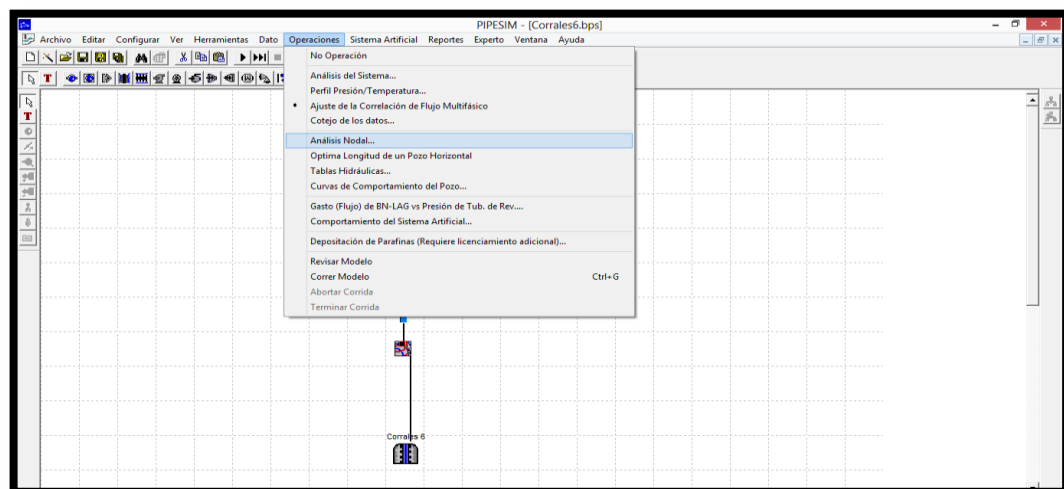 PIPESIM - [Corrales6.bps]
Archivo Editar Configurar Ver Herramientas Dato Operaciones Sistema Artificial Reportes Experto Ventana Ayuda
No Operación
Análisis del Sistema...
Perfil Presión/Temperatura...
Ajuste de la Correlación de Flujo Multifásico
Cotejo de los datos...
Análisis Nodal...
Optima Longitud de un Pozo Horizontal
Tablas Hidráulicas...
Curvas de Comportamiento del Pozo...
Gasto (Flujo) de BN-LAG vs Presión de Tub. de Rev....
Comportamiento del Sistema Artificial...
Depositación de Parafinas (Requiere licenciamiento adicional)...
Revisar Modelo
Correr Modelo Ctrl+G
Abortar Corrida
Terminar Corrida
T
T
Corrales 6